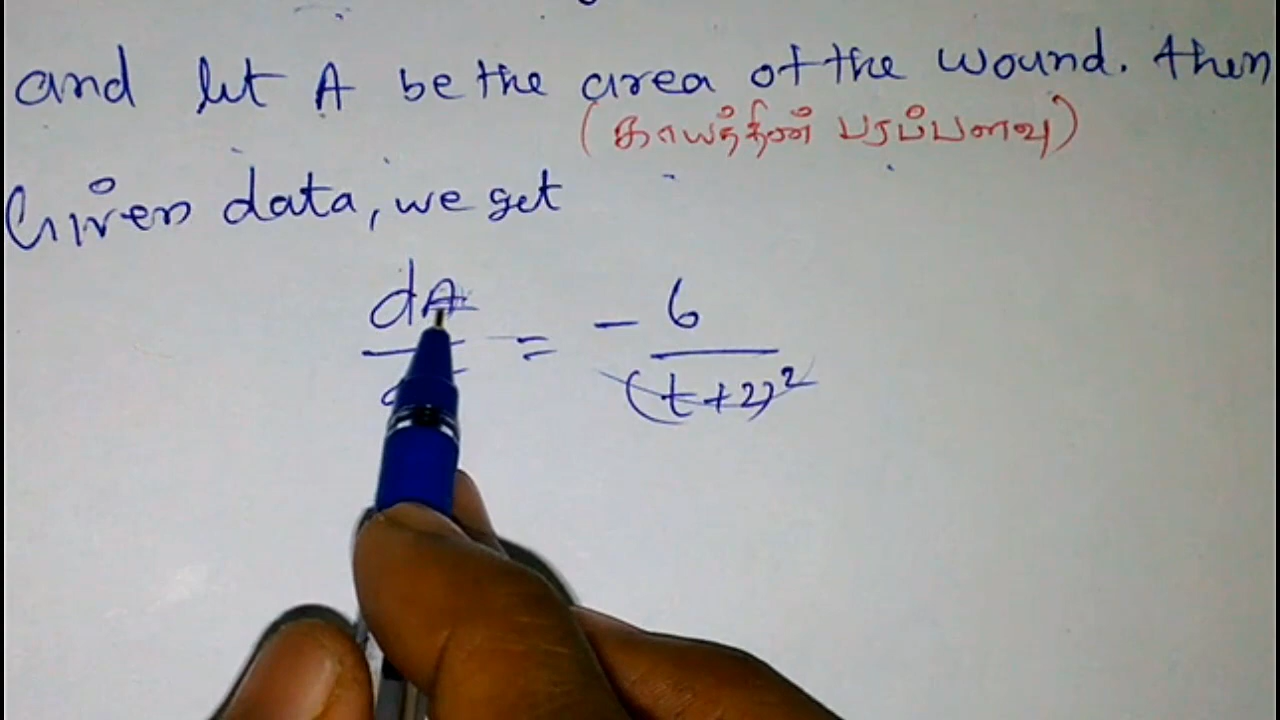 and let A be the area of the wound. then
(காயத்தின் பரப்பளவு)
Given data, we get
dA = - 6
(t+2)²